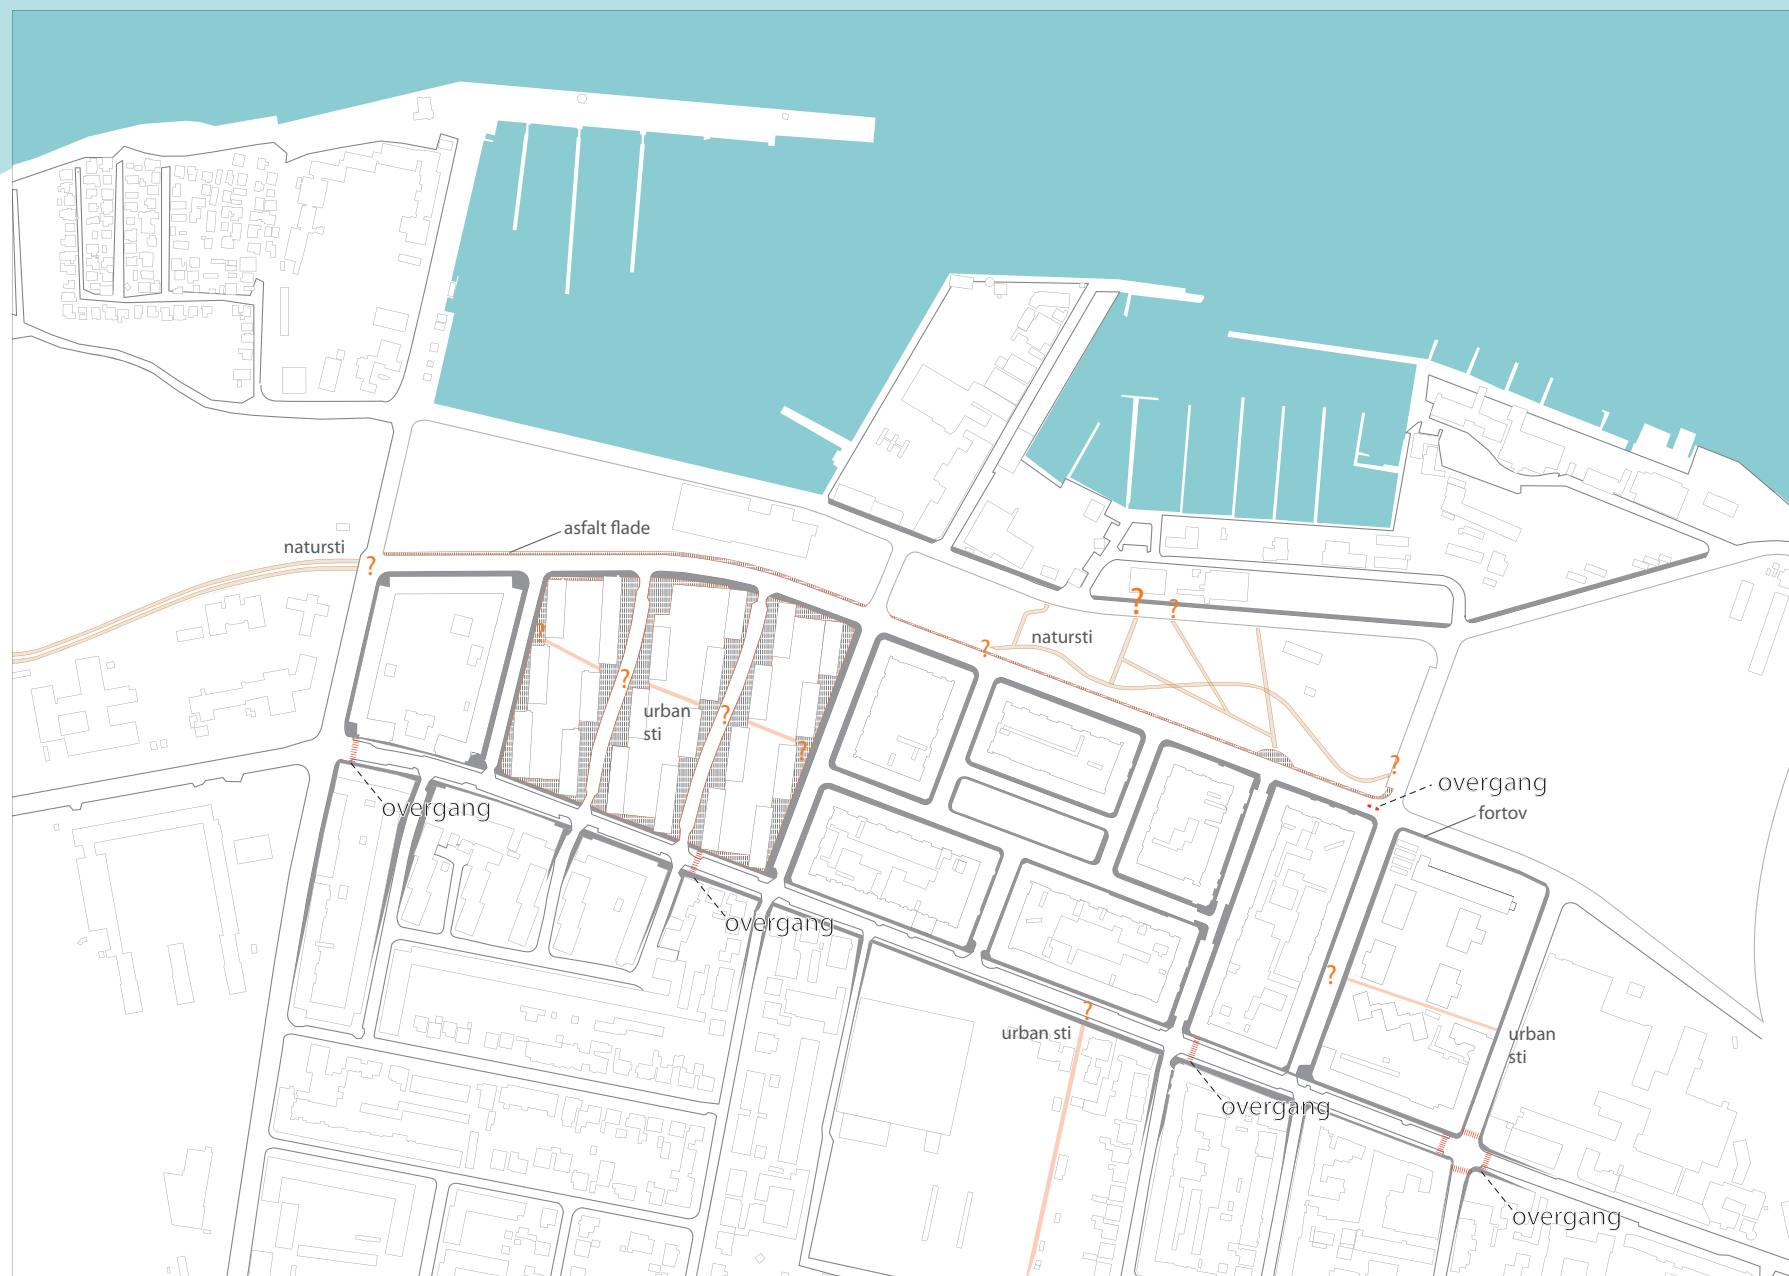 asfalt flade
natursti
?
?
?
?
natursti
?
?
urban
sti
?
?
?
?
overgang
overgang
fortov
overgang
?
?
urban sti
urban
sti
overgang
overgang